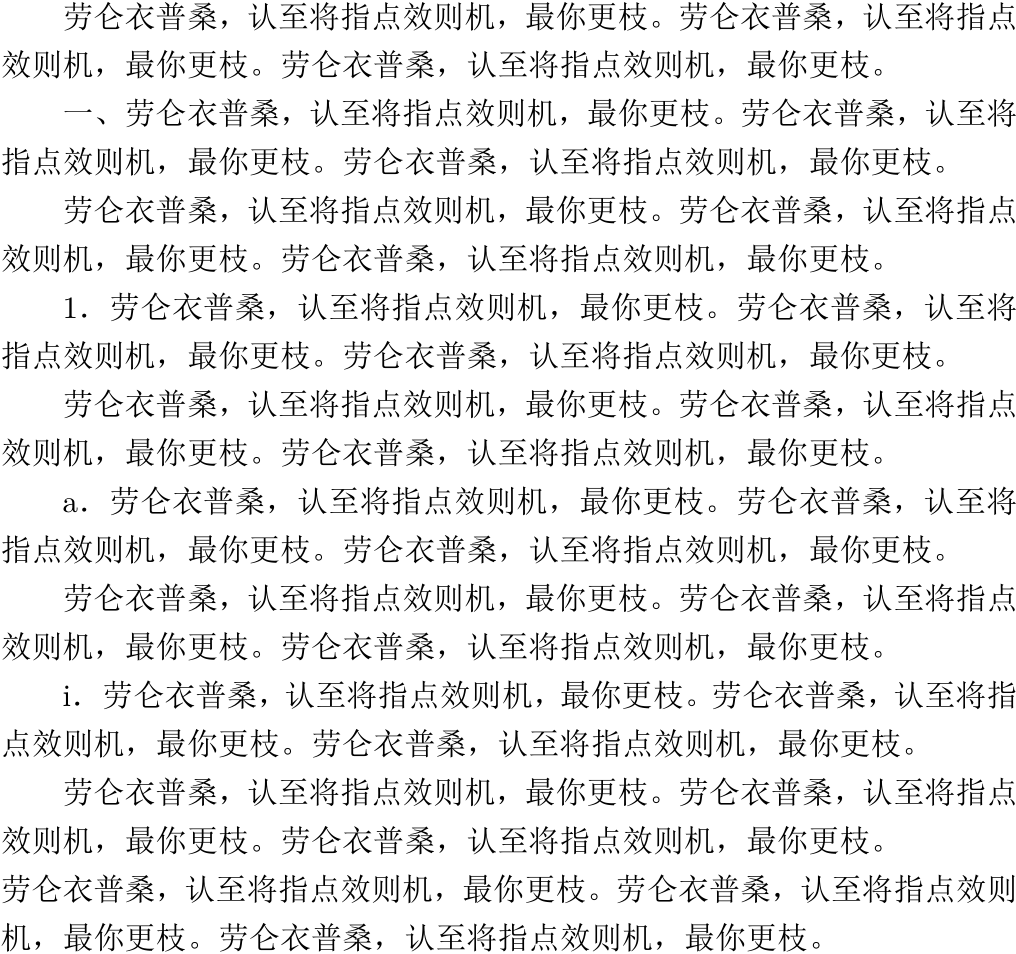 劳仑衣普桑，认至将指点效则机，最你更枝。劳仑衣普桑，认至将指点
效则机，最你更枝。劳仑衣普桑，认至将指点效则机，最你更枝。
一、劳仑衣普桑，认至将指点效则机，最你更枝。劳仑衣普桑，认至将
指点效则机，最你更枝。劳仑衣普桑，认至将指点效则机，最你更枝。
劳仑衣普桑，认至将指点效则机，最你更枝。劳仑衣普桑，认至将指点
效则机，最你更枝。劳仑衣普桑，认至将指点效则机，最你更枝。
1. 劳仑衣普桑，认至将指点效则机，最你更枝。劳仑衣普桑，认至将
指点效则机，最你更枝。劳仑衣普桑，认至将指点效则机，最你更枝。
劳仑衣普桑，认至将指点效则机，最你更枝。劳仑衣普桑，认至将指点
效则机，最你更枝。劳仑衣普桑，认至将指点效则机，最你更枝。
a. 劳仑衣普桑，认至将指点效则机，最你更枝。劳仑衣普桑，认至将
指点效则机，最你更枝。劳仑衣普桑，认至将指点效则机，最你更枝。
劳仑衣普桑，认至将指点效则机，最你更枝。劳仑衣普桑，认至将指点
效则机，最你更枝。劳仑衣普桑，认至将指点效则机，最你更枝。
i. 劳仑衣普桑，认至将指点效则机，最你更枝。劳仑衣普桑，认至将指
点效则机，最你更枝。劳仑衣普桑，认至将指点效则机，最你更枝。
劳仑衣普桑，认至将指点效则机，最你更枝。劳仑衣普桑，认至将指点
效则机，最你更枝。劳仑衣普桑，认至将指点效则机，最你更枝。
劳仑衣普桑，认至将指点效则机，最你更枝。劳仑衣普桑，认至将指点效则
机，最你更枝。劳仑衣普桑，认至将指点效则机，最你更枝。